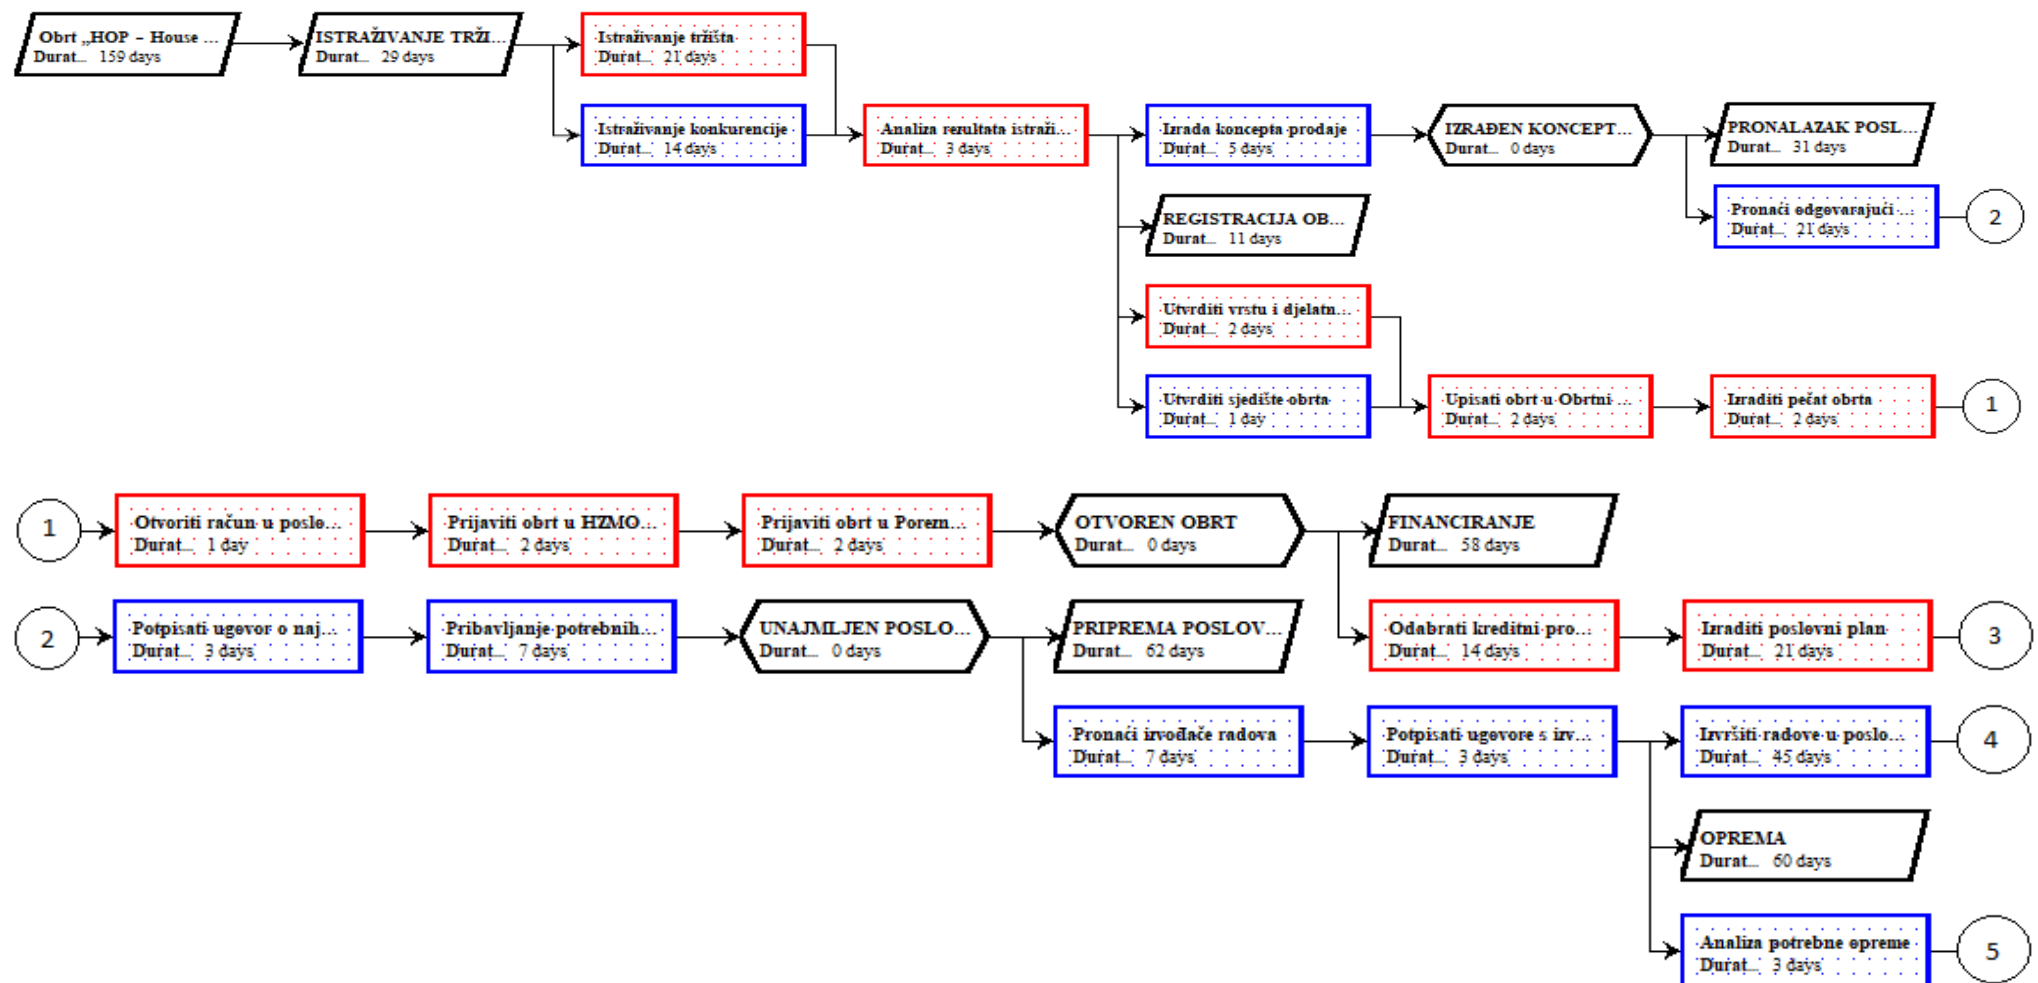 Obrt „HOP – House ...
Durat... 159 days
ISTRAŽIVANJE TRŽI...
Durat... 29 days
Istraživanje tržišta
Durat... 21 days
Istraživanje konkurencije
Durat... 14 days
Analiza rezultata istraži...
Durat... 3 days
Izrada koncepta prodaje
Durat... 5 days
IZRAĐEN KONCEPT...
Durat... 0 days
PRONALAZAK POSL...
Durat... 31 days
Pronaći odgovarajući ...
Durat... 21 days
2
REGISTRACIJA OB...
Durat... 11 days
Utvrditi vrstu i djelatn...
Durat... 2 days
Utvrditi sjedište obrta
Durat... 1 day
Upisati obrt u Obrtni ...
Durat... 2 days
Izraditi pečat obrta
Durat... 2 days
1
1
Otvoriti račun u poslo...
Durat... 1 day
Prijaviti obrt u HZMO...
Durat... 2 days
Prijaviti obrt u Porezn...
Durat... 2 days
OTVOREN OBRT
Durat... 0 days
FINANCIRANJE
Durat... 58 days
2
Potpisati ugovor o naj...
Durat... 3 days
Pribavljanje potrebnih...
Durat... 7 days
UNAJMLJEN POSLO...
Durat... 0 days
PRIPREMA POSLOV...
Durat... 62 days
Odabrati kreditni pro...
Durat... 14 days
Izraditi poslovni plan
Durat... 21 days
3
Pronaći izvođače radova
Durat... 7 days
Potpisati ugovore s izv...
Durat... 3 days
Izvršiti radove u poslo...
Durat... 45 days
4
OPREMA
Durat... 60 days
Analiza potrebne opreme
Durat... 3 days
5